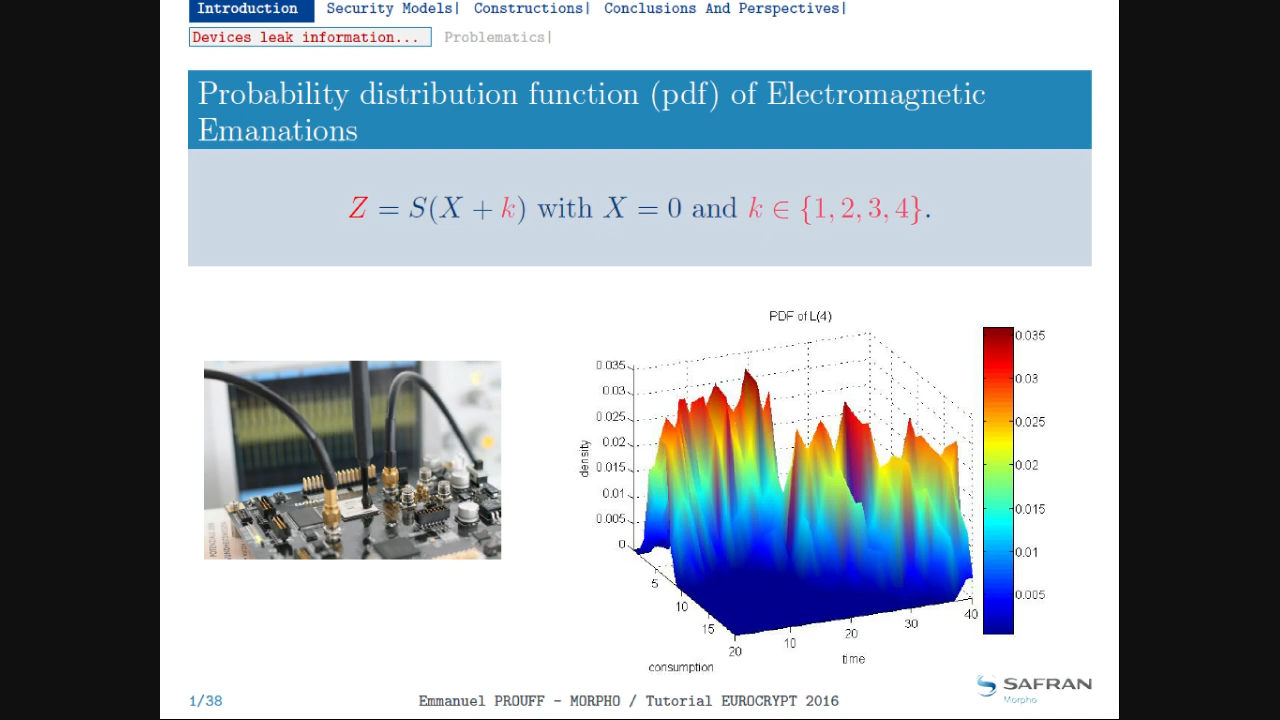 Introduction Security Models| Constructions| Conclusions And Perspectives|
Devices leak information... Problematics|
Probability distribution function (pdf) of Electromagnetic
Emanations
Z = S(X + k) with X = 0 and k ∈ {1, 2, 3, 4}.
PDF of L(4)
0.035
0.03
0.025
0.02
0.015
0.01
0.005
0
density
5
10
15
20
consumption
10
20
30
40
time
0.035
0.03
0.025
0.02
0.015
0.01
0.005
SAFRAN
Morpho
1/38 Emmanuel PROUFF - MORPHO / Tutorial EUROCRYPT 2016